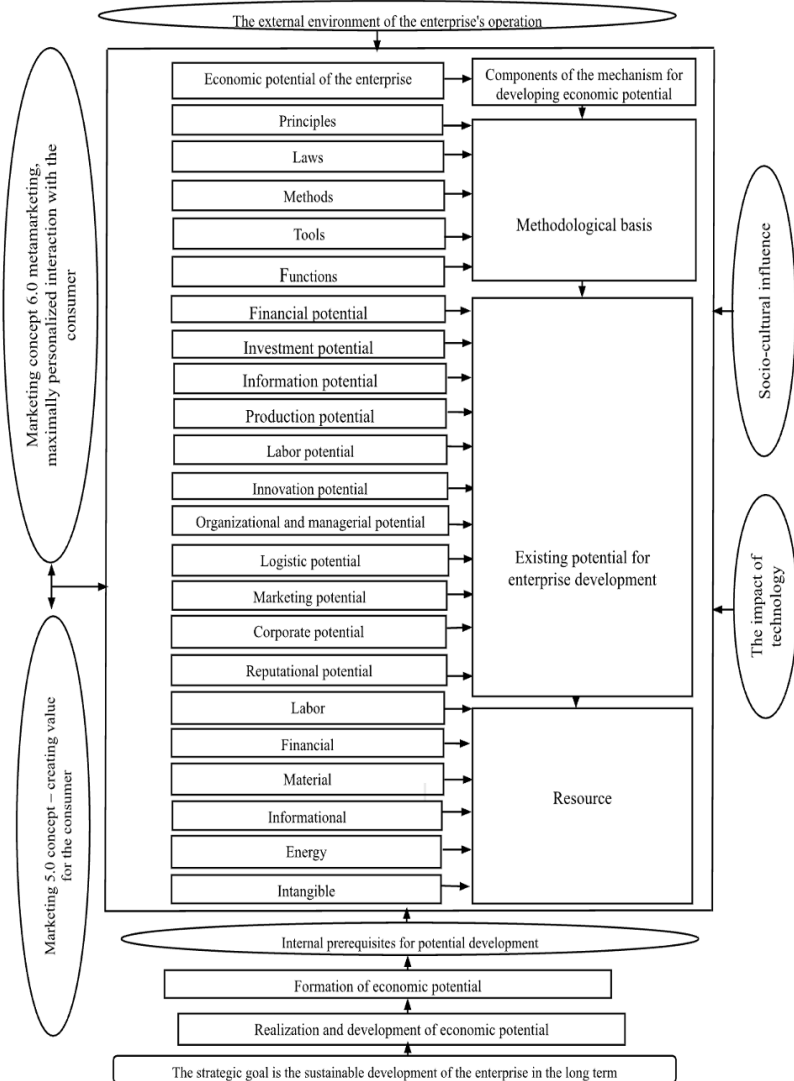 The external environment of the enterprise's operation
Marketing concept 6.0 metamarketing,
maximally personalized interaction with the
consumer
Marketing 5.0 concept – creating value
for the consumer
Economic potential of the enterprise
Components of the mechanism for
developing economic potential
Principles
Laws
Methods
Tools
Functions
Methodological basis
Financial potential
Investment potential
Information potential
Production potential
Labor potential
Innovation potential
Organizational and managerial potential
Logistic potential
Marketing potential
Corporate potential
Reputational potential
Existing potential for
enterprise development
Labor
Financial
Material
Informational
Energy
Intangible
Resource
Socio-cultural influence
The impact of
technology
Internal prerequisites for potential development
Formation of economic potential
Realization and development of economic potential
The strategic goal is the sustainable development of the enterprise in the long term